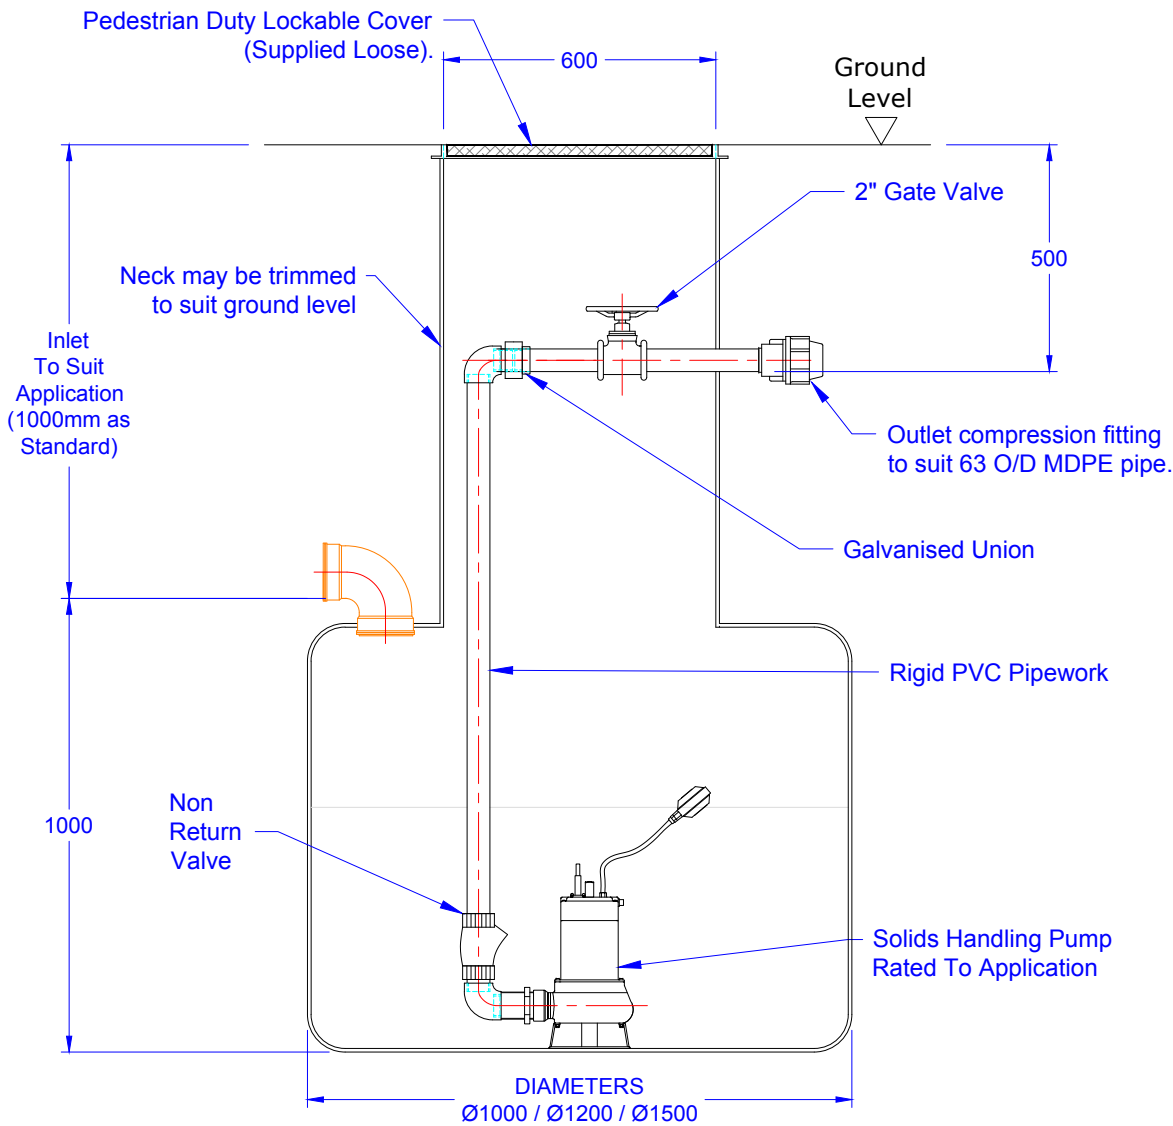 Pedestrian Duty Lockable Cover
(Supplied Loose).
600
Ground
Level
2" Gate Valve
500
Neck may be trimmed
to suit ground level
Inlet
To Suit
Application
(1000mm as
Standard)
Outlet compression fitting
to suit 63 O/D MDPE pipe.
Galvanised Union
Rigid PVC Pipework
Non
Return
Valve
1000
Solids Handling Pump
Rated To Application
DIAMETERS
Ø1000 / Ø1200 / Ø1500